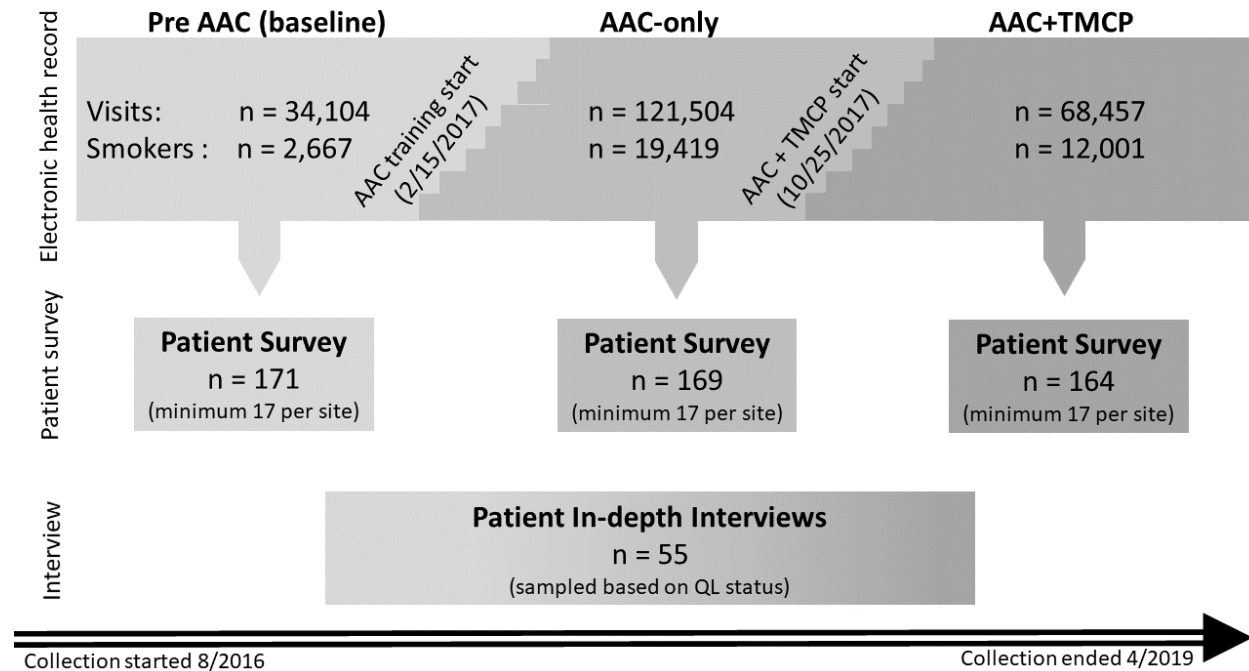 Pre AAC (baseline)
AAC-only
AAC+TMCP
Electronic health record
Visits: n = 34,104
Smokers : n = 2,667
AAC training start
(2/15/2017)
n = 121,504
n = 19,419
AAC + TMCP start
(10/25/2017)
n = 68,457
n = 12,001
Patient survey
Patient Survey
n = 171
(minimum 17 per site)
Patient Survey
n = 169
(minimum 17 per site)
Patient Survey
n = 164
(minimum 17 per site)
Interview
Patient In-depth Interviews
n = 55
(sampled based on QL status)
Collection started 8/2016
Collection ended 4/2019